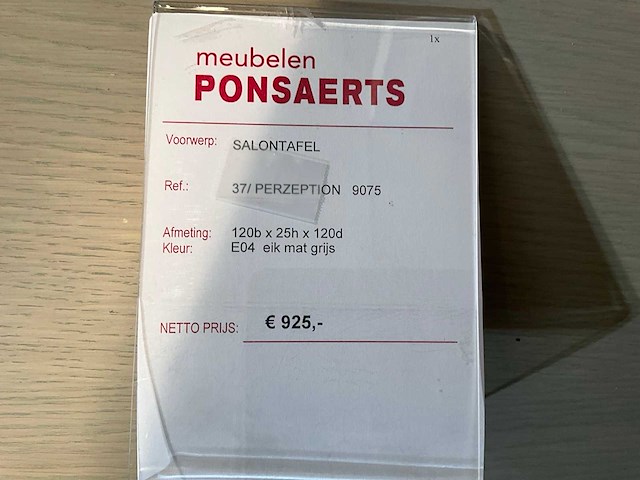 1x
meubelen
PONSAERTS
Voorwerp: SALONTAFEL
Ref.: 37/ PERZEPTION 9075
Afmeting: 120b x 25h x 120d
Kleur: E04 eik mat grijs
NETTO PRIJS: € 925,-